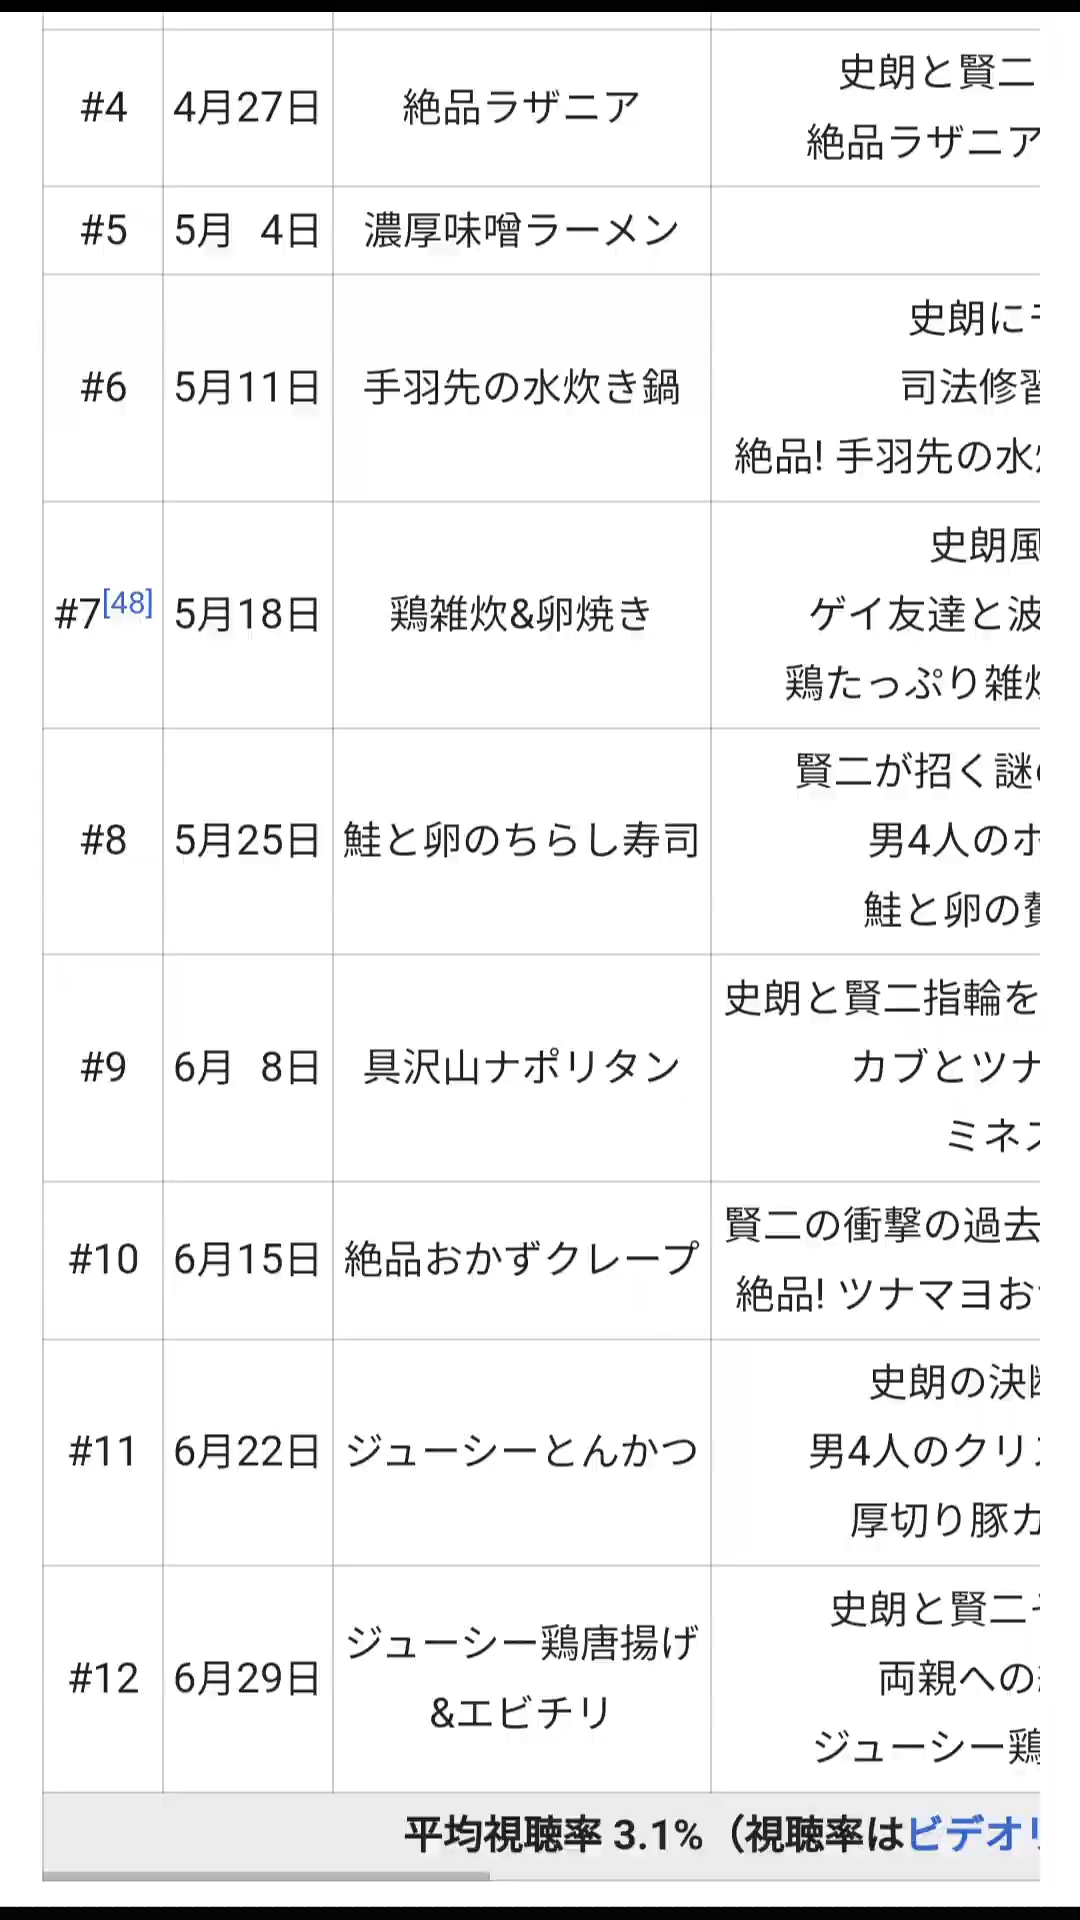 #4 4月27日 絶品ラザニア 史朗と賢二
絶品ラザニア
#5 5月 4日 濃厚味噌ラーメン
#6 5月11日 手羽先の水炊き鍋 史朗に
司法修習
絶品! 手羽先の水
#7[48] 5月18日 鶏雑炊&卵焼き 史朗風
ゲイ友達と波
鶏たっぷり雑炊
#8 5月25日 鮭と卵のちらし寿司 賢二が招く謎
男4人のホ
鮭と卵の贅
#9 6月 8日 具沢山ナポリタン 史朗と賢二指輪を
カブとツナ
ミネス
#10 6月15日 絶品おかずクレープ 賢二の衝撃の過去
絶品! ツナマヨお
#11 6月22日 ジューシーとんかつ 史朗の決断
男4人のクリス
厚切り豚カ
#12 6月29日 ジューシー鶏唐揚げ
&エビチリ 史朗と賢二
両親への
ジューシー鶏
平均視聴率 3.1%（視聴率はビデオリ